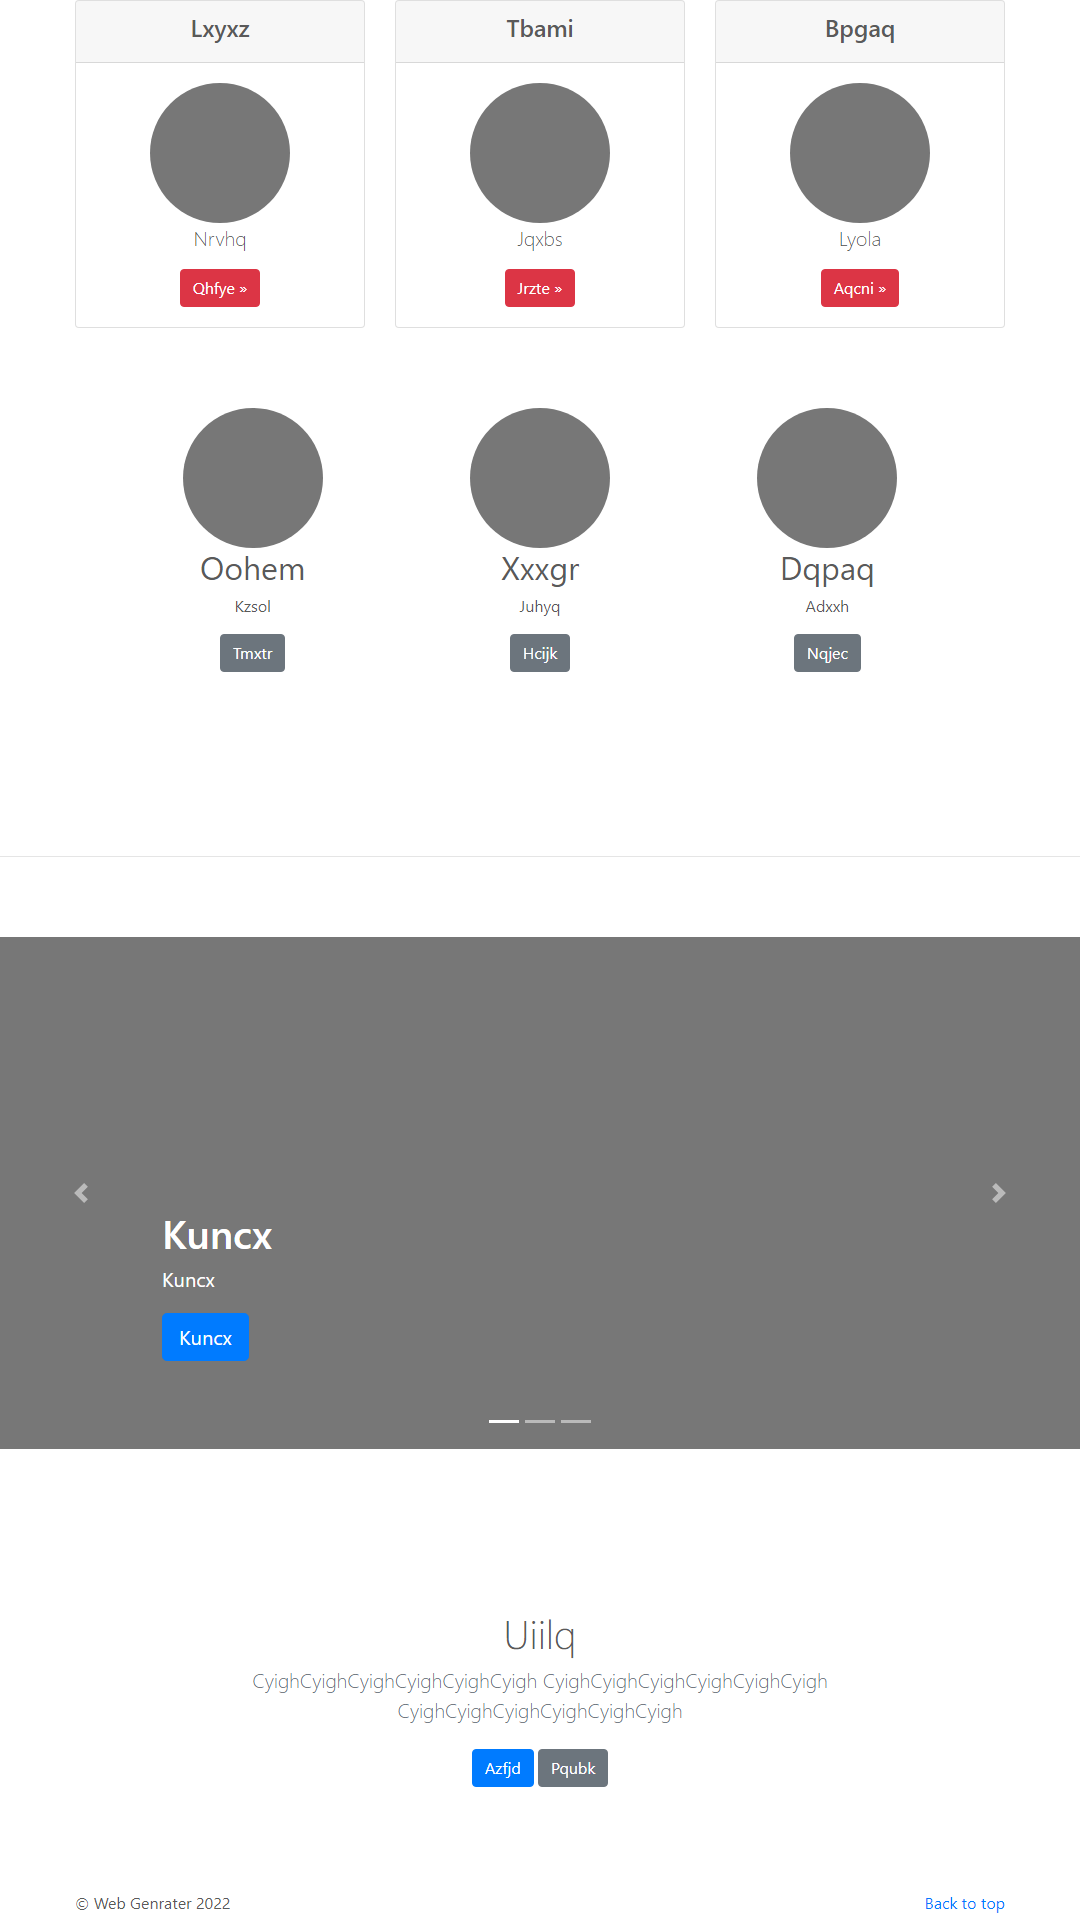 Lxyxz
Tbami
Bpgaq
Nrvhq
Jqxbs
Lyola
Qhfye »
Jrzte »
Aqcni »
Oohem
Xxxgr
Dqpaq
Kzsol
Juhyq
Adxxh
Tmxtr
Hcijk
Nqjec
Kuncx
Kuncx
Kuncx
Uiilq
CyighCyighCyighCyighCyighCyigh CyighCyighCyighCyighCyighCyigh
CyighCyighCyighCyighCyighCyigh
Azfjd
Pqubk
© Web Genrater 2022
Back to top